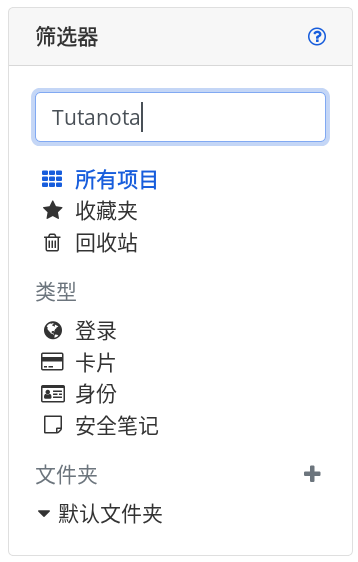 筛选器
Tutanota
所有项目
收藏夹
回收站
类型
登录
卡片
身份
安全笔记
文件夹
默认文件夹